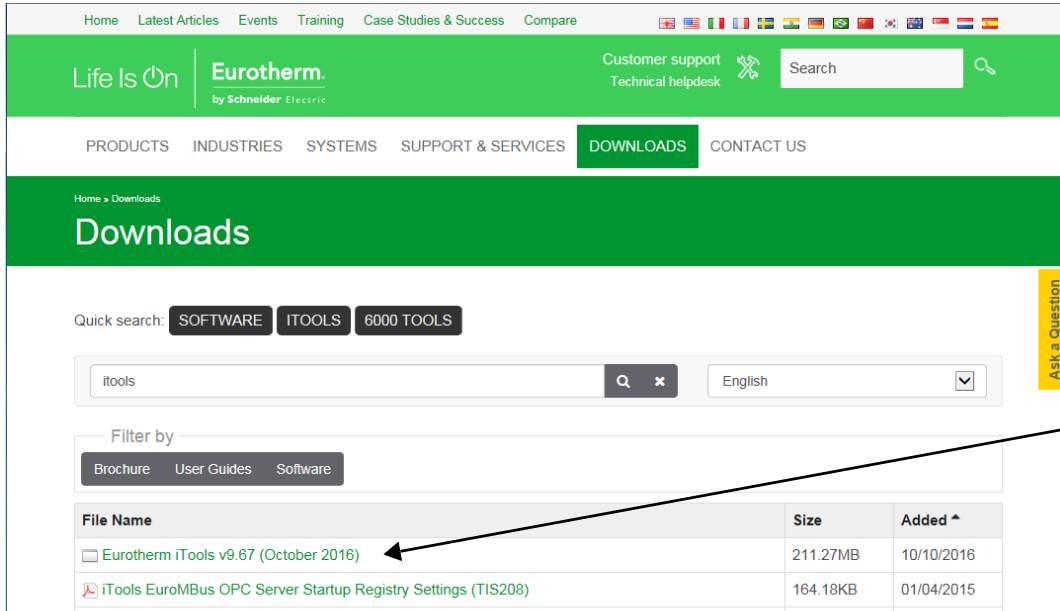 Home Latest Articles Events Training Case Studies & Success Compare
Life Is On Eurotherm.
by Schneider Electric
Customer support
Technical helpdesk
Search
PRODUCTS INDUSTRIES SYSTEMS SUPPORT & SERVICES DOWNLOADS CONTACT US
Home » Downloads
Downloads
Ask a Question
Quick search: SOFTWARE ITOOLS 6000 TOOLS
itools English
Filter by
Brochure User Guides Software
File Name Size Added
Eurotherm iTools v9.67 (October 2016) 211.27MB 10/10/2016
iTools EuroMBus OPC Server Startup Registry Settings (TIS208) 164.18KB 01/04/2015